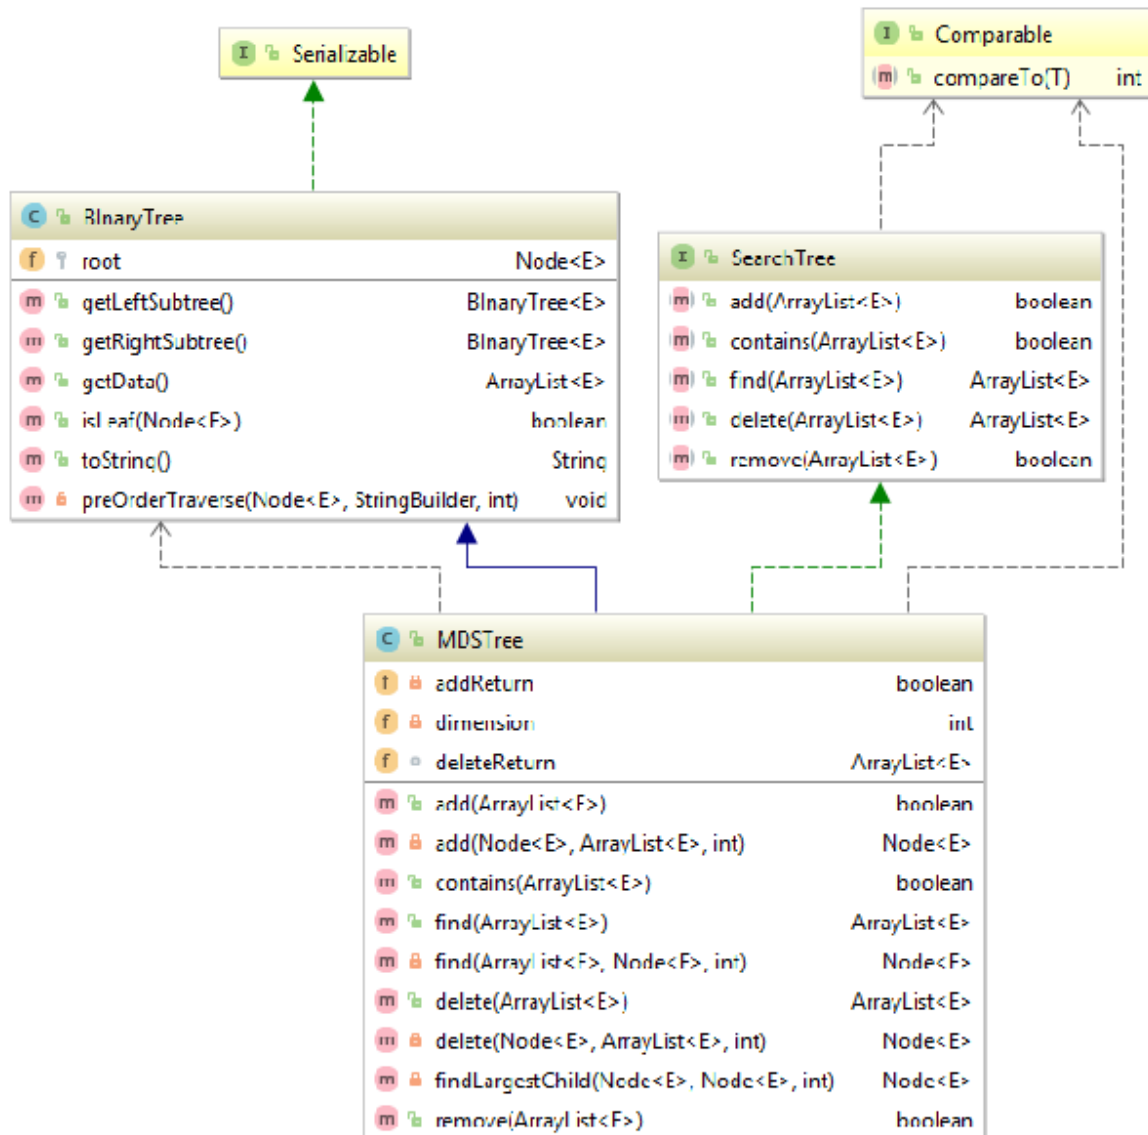 Serializable
Comparable
compareTo(T) int
BInaryTree
root Node<E>
getLeftSubtree() BInaryTree<E>
getRightSubtree() BInaryTree<E>
getData() ArrayList<E>
isLeaf(Node<E>) boolean
toString() String
preOrderTraverse(Node<E>, StringBuilder, int) void
SearchTree
add(ArrayList<E>) boolean
contains(ArrayList<E>) boolean
find(ArrayList<E>) ArrayList<E>
delete(ArrayList<E>) ArrayList<E>
remove(ArrayList<E>) boolean
MDSTree
addReturn boolean
dimension int
deleteReturn ArrayList<E>
add(ArrayList<E>) boolean
add(Node<E>, ArrayList<E>, int) Node<E>
contains(ArrayList<E>) boolean
find(ArrayList<E>) ArrayList<E>
find(ArrayList<E>, Node<E>, int) Node<E>
delete(ArrayList<E>) ArrayList<E>
delete(Node<E>, ArrayList<E>, int) Node<E>
findLargestChild(Node<E>, Node<E>, int) Node<E>
remove(ArrayList<E>) boolean